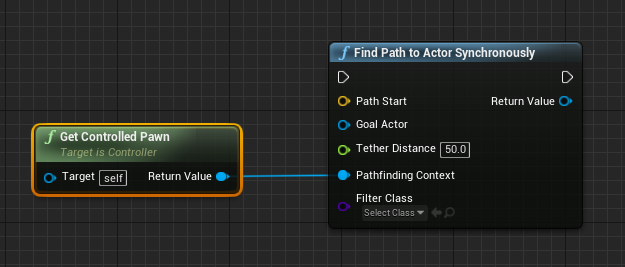 f Find Path to Actor Synchronously
Path Start
Return Value
Goal Actor
Tether Distance 50.0
Pathfinding Context
Filter Class
Select Class
f Get Controlled Pawn
Target is Controller
Target self
Return Value